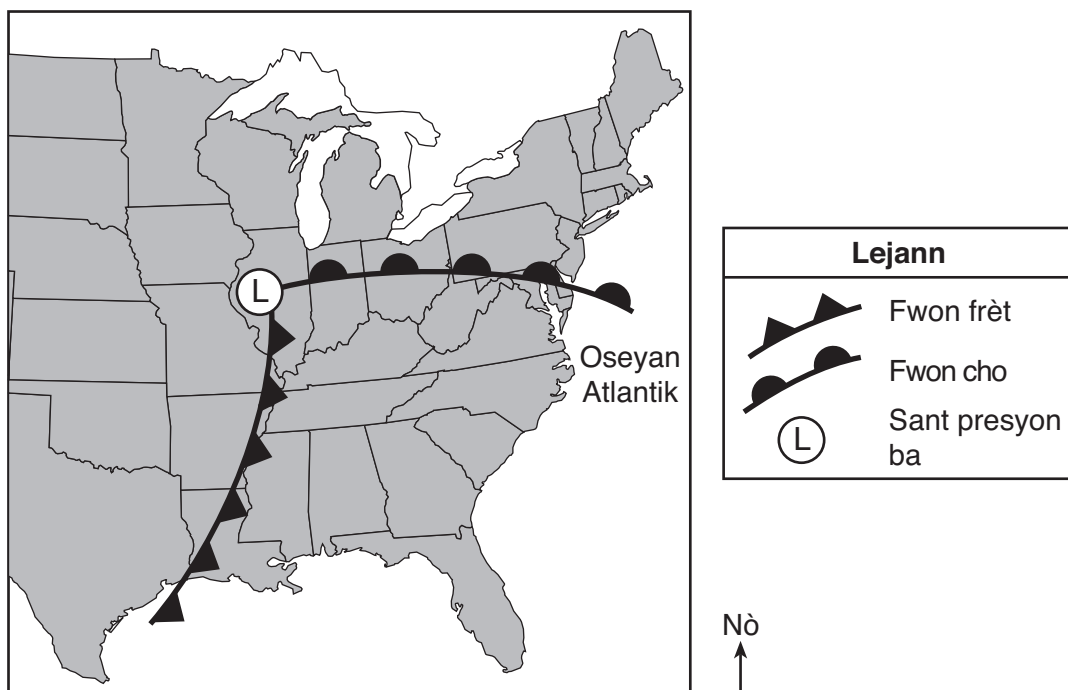 L
Oseyan
Atlantik
Lejann
Fwon frèt
Fwon cho
L
Sant presyon
ba
Nò